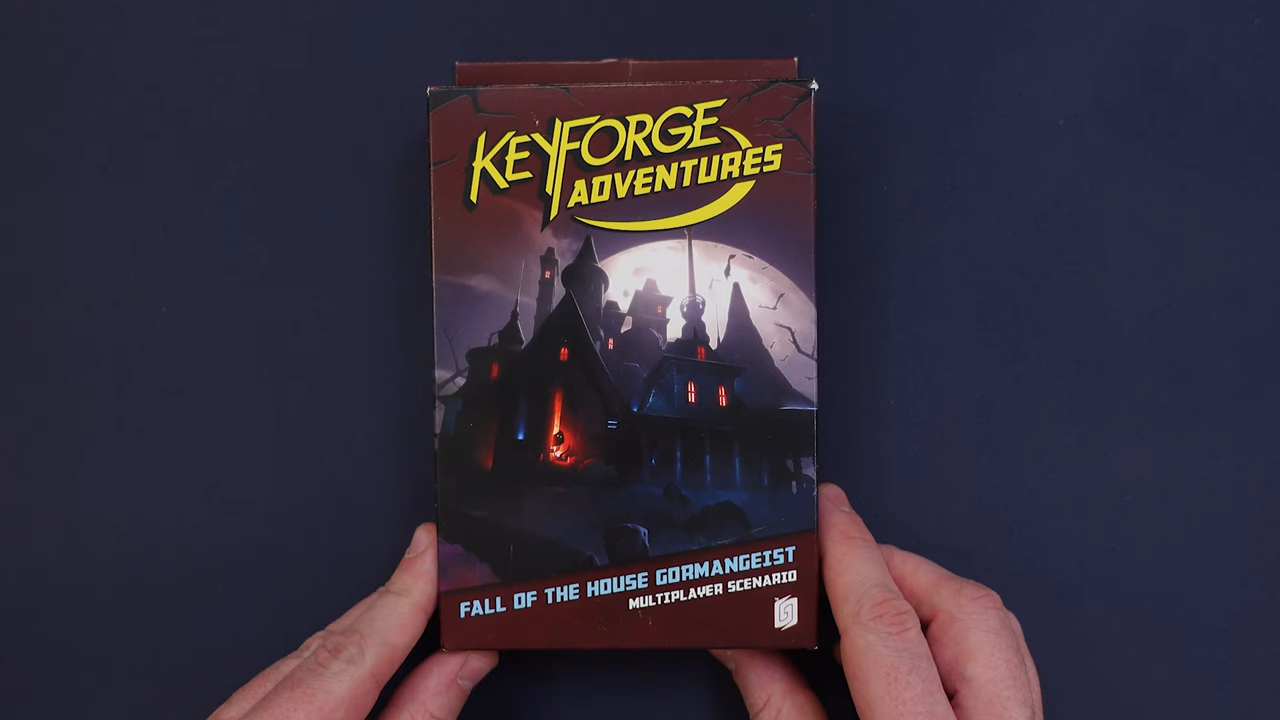 KEYFORGE
ADVENTURES
FALL OF THE HOUSE GORMANGEIST
MULTIPLAYER SCENARIO